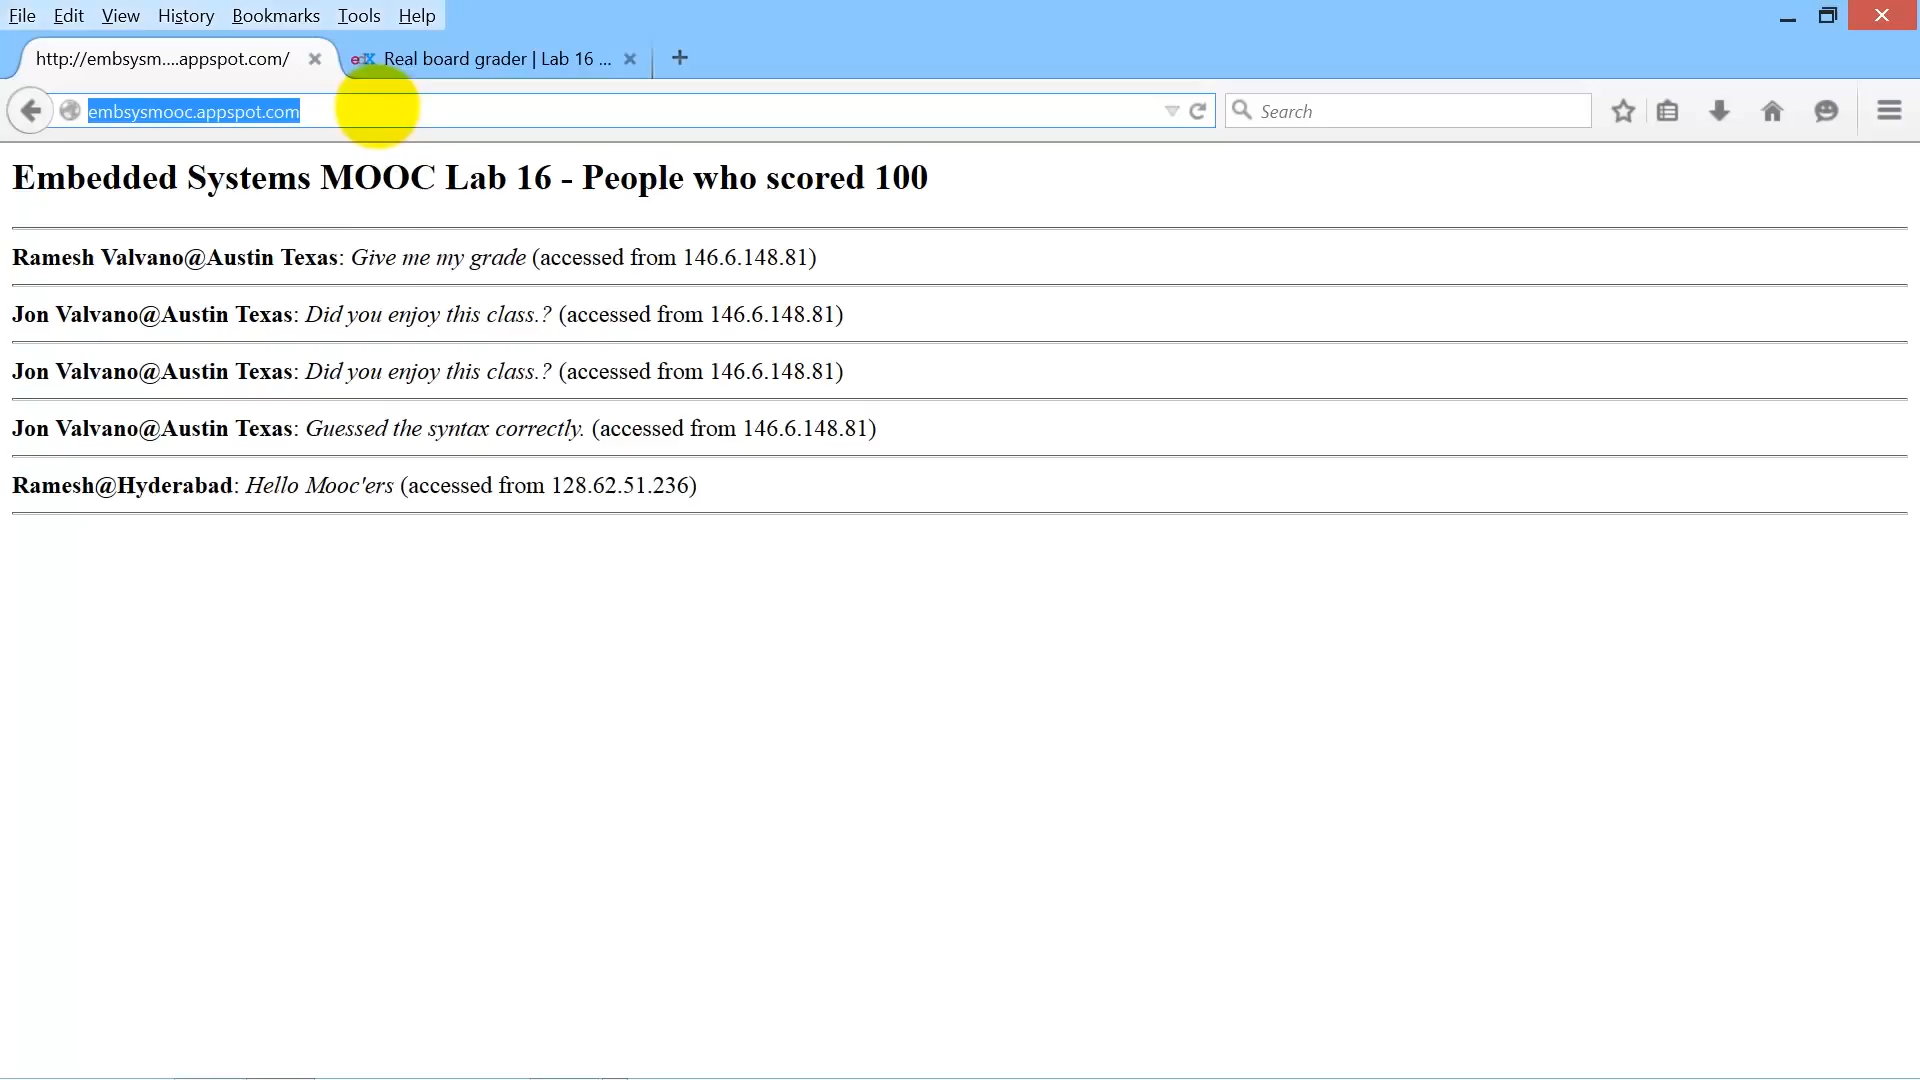 File Edit View History Bookmarks Tools Help
http://embsysm....appspot.com/ edX Real board grader | Lab 16 ...
embsysmooc.appspot.com Search
Embedded Systems MOOC Lab 16 - People who scored 100
Ramesh Valvano@Austin Texas: Give me my grade (accessed from 146.6.148.81)
Jon Valvano@Austin Texas: Did you enjoy this class.? (accessed from 146.6.148.81)
Jon Valvano@Austin Texas: Did you enjoy this class.? (accessed from 146.6.148.81)
Jon Valvano@Austin Texas: Guessed the syntax correctly. (accessed from 146.6.148.81)
Ramesh@Hyderabad: Hello Mooc'ers (accessed from 128.62.51.236)